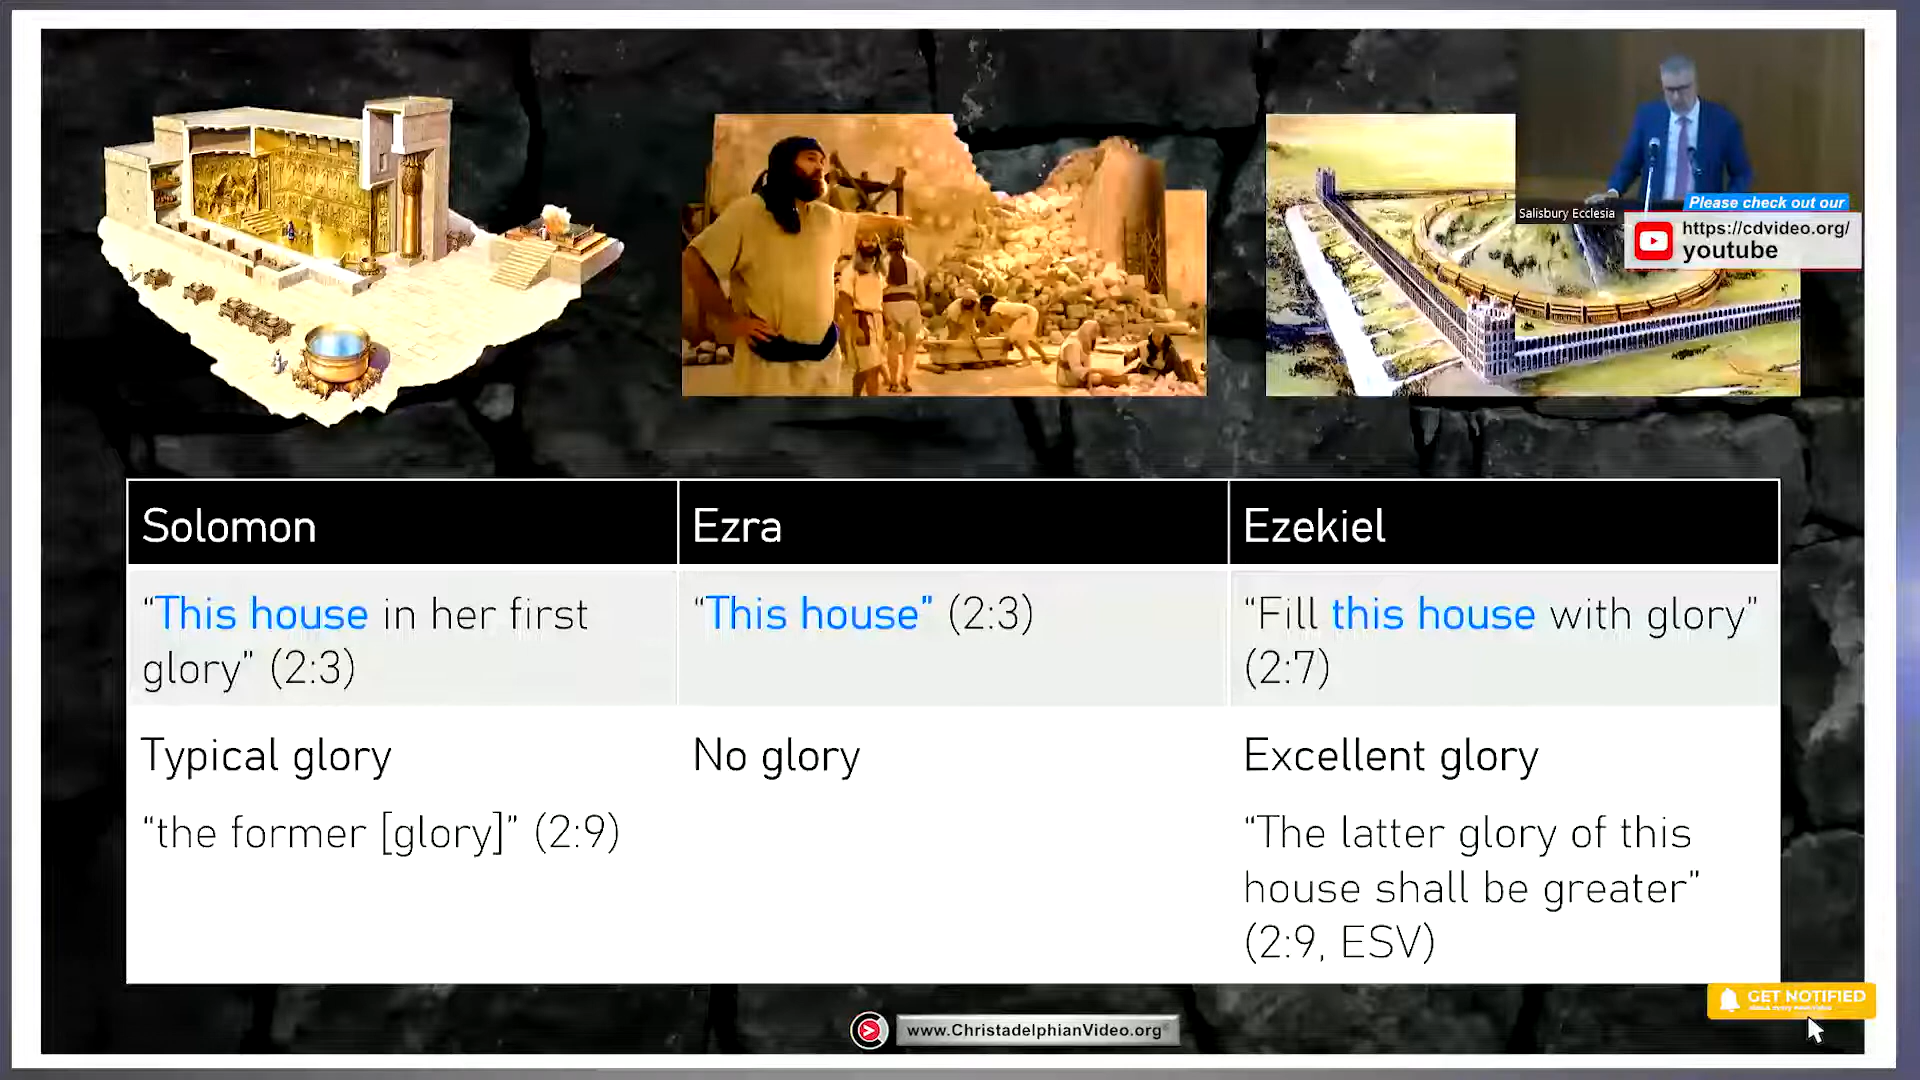 Salisbury Ecclesia
Please check out our
https://cdvideo.org/
youtube
Solomon
Ezra
Ezekiel
“This house in her first
glory” (2:3)
“This house” (2:3)
“Fill this house with glory”
(2:7)
Typical glory
No glory
Excellent glory
“the former [glory]” (2:9)
“The latter glory of this
house shall be greater”
(2:9, ESV)
GET NOTIFIED
www.ChristadelphianVideo.org